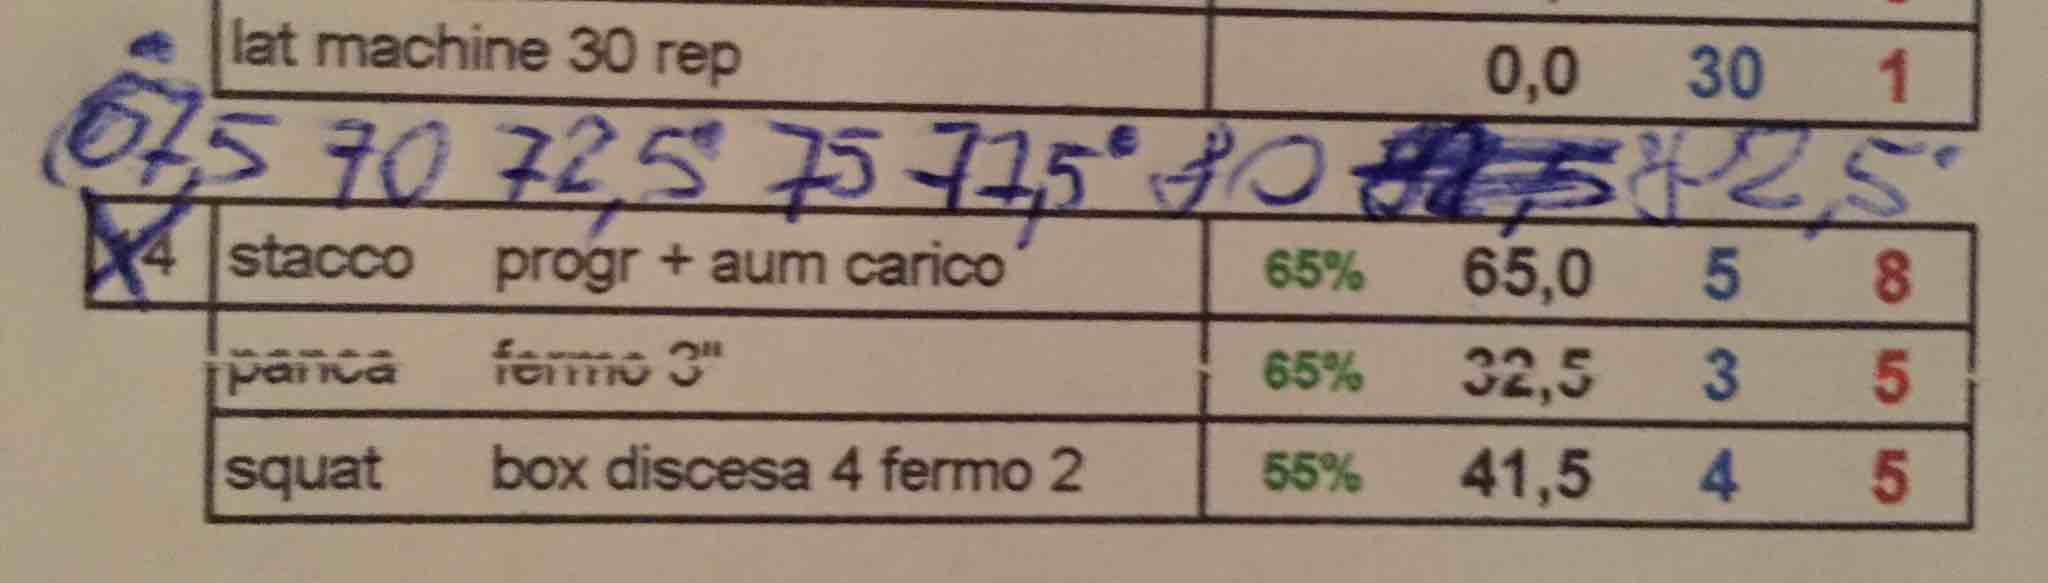 lat machine 30 rep 0,0 30 1
67,5 70 72,5 75 77,5 80 82,5
4 stacco progr + aum carico 65% 65,0 5 8
panca fermo 3" 65% 32,5 3 5
squat box discesa 4 fermo 2 55% 41,5 4 5